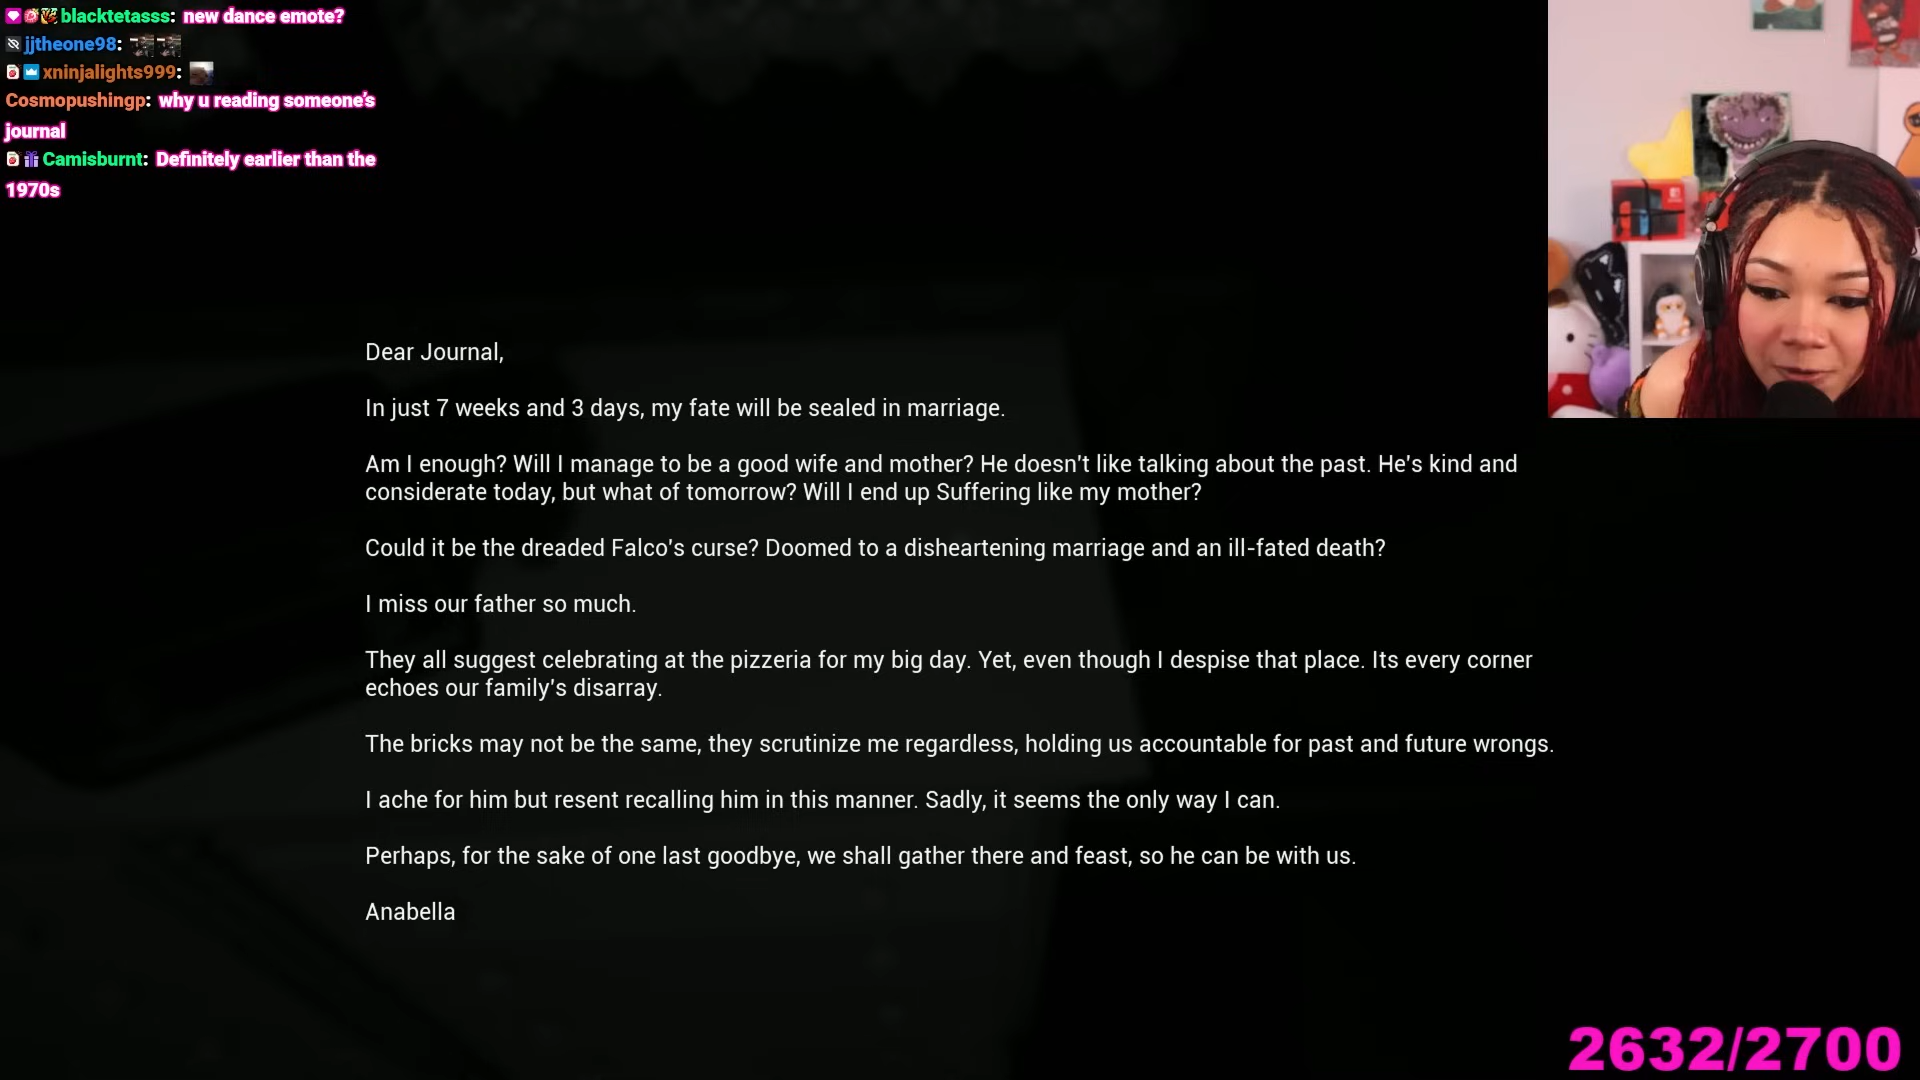 blacktetasss: new dance emote?
jjtheone98:
xninjalights999:
Cosmopushingp: why u reading someone's
journal
Camisburnt: Definitely earlier than the
1970s
Dear Journal,
In just 7 weeks and 3 days, my fate will be sealed in marriage.
Am I enough? Will I manage to be a good wife and mother? He doesn't like talking about the past. He's kind and
considerate today, but what of tomorrow? Will I end up Suffering like my mother?
Could it be the dreaded Falco's curse? Doomed to a disheartening marriage and an ill-fated death?
I miss our father so much.
They all suggest celebrating at the pizzeria for my big day. Yet, even though I despise that place. Its every corner
echoes our family's disarray.
The bricks may not be the same, they scrutinize me regardless, holding us accountable for past and future wrongs.
I ache for him but resent recalling him in this manner. Sadly, it seems the only way I can.
Perhaps, for the sake of one last goodbye, we shall gather there and feast, so he can be with us.
Anabella
2632/2700